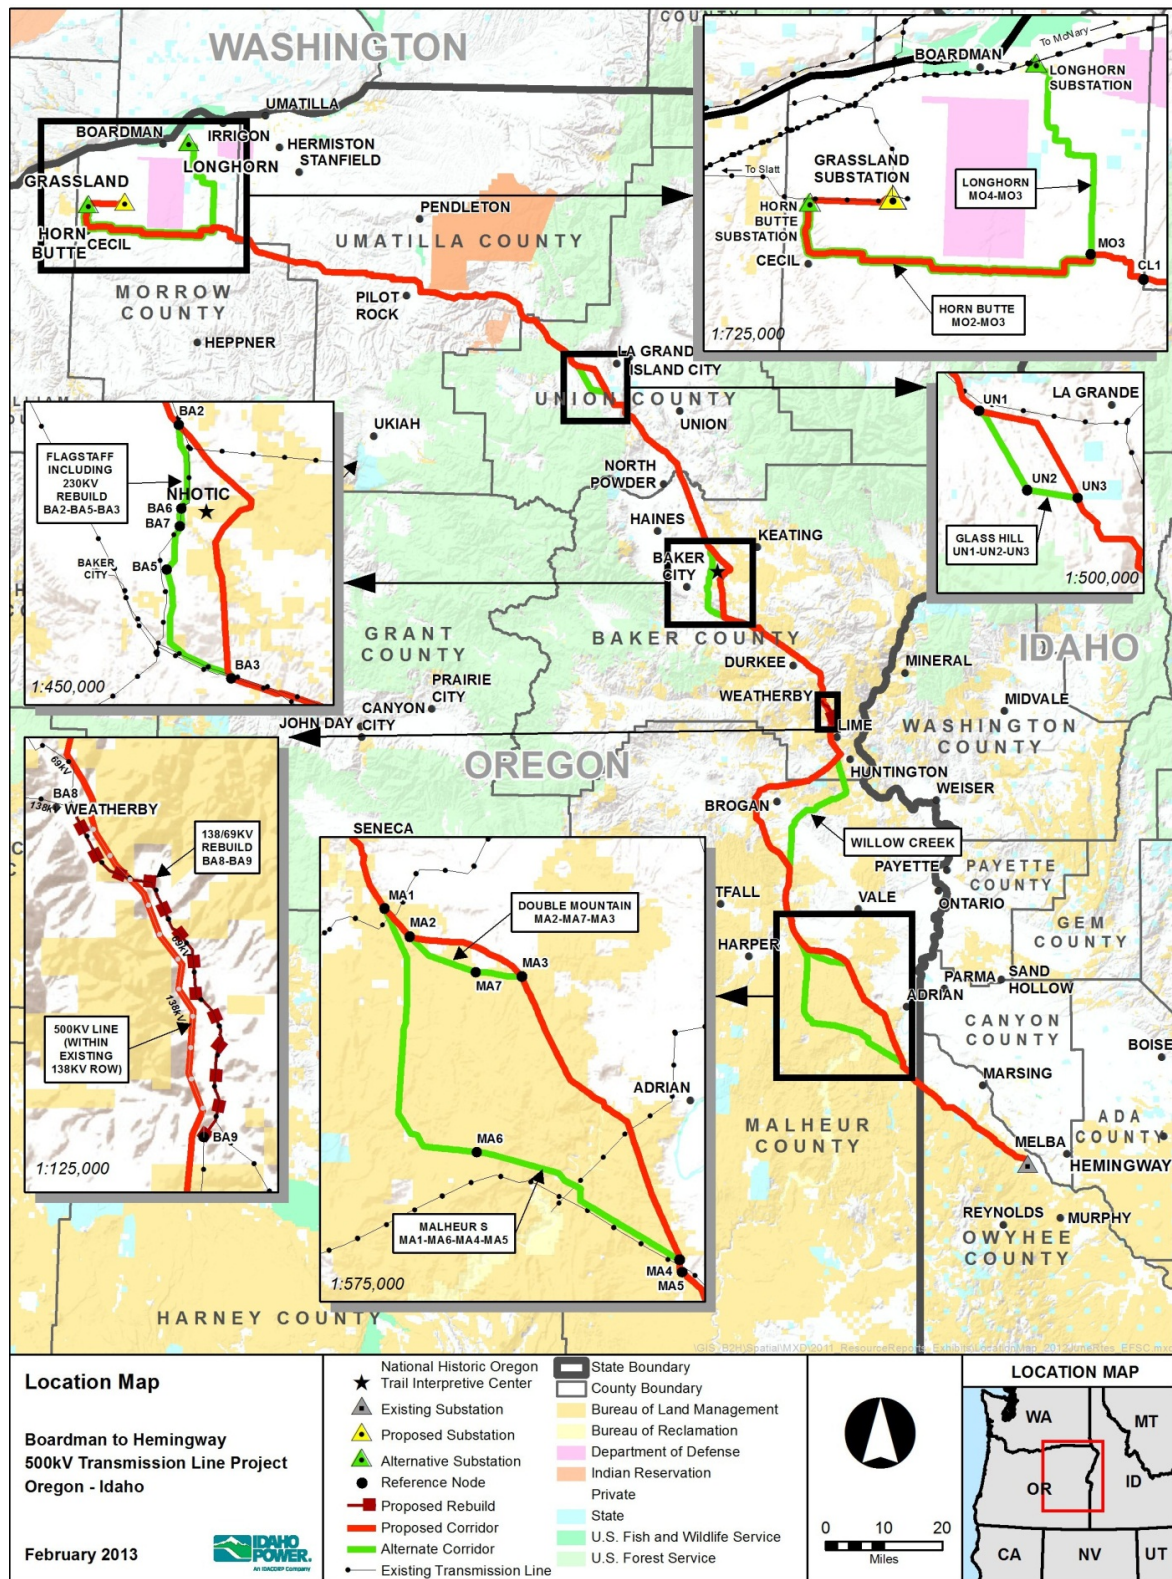 WASHINGTON
COUNTY
UMATILLA
BOARDMAN
IRRIGON
HERMISTON
STANFIELD
LONGHORN
GRASSLAND
HORN
BUTTE
CECIL
PENDLETON
UMATILLA COUNTY
MORROW
COUNTY
PILOT
ROCK
HEPPNER
LA GRAND
ISLAND CITY
UNION COUNTY
UKIAH
UNION
NORTH
POWDER
HAINES
KEATING
BAKER
CITY
BAKER COUNTY
GRANT
COUNTY
DURKEE
PRAIRIE
CITY
WEATHERBY
CANYON
CITY
JOHN DAY
LIME
OREGON
IDAHO
MINERAL
MIDVALE
WASHINGTON
COUNTY
HUNTINGTON
WEISER
BROGAN
WILLOW CREEK
PAYETTE
PAYETTE
COUNTY
ONTARIO
GEM
COUNTY
SENECA
TFALL
VALE
HARPER
PARMA
SAND
HOLLOW
ADRIAN
CANYON
COUNTY
BOISE
MARSING
ADA
COUNTY
MALHEUR
COUNTY
MELBA
HEMINGWAY
REYNOLDS
MURPHY
OWYHEE
COUNTY
HARNEY COUNTY
To McNary
BOARDMAN
LONGHORN
SUBSTATION
GRASSLAND
SUBSTATION
To Slatt
LONGHORN
MO4-MO3
HORN
BUTTE
SUBSTATION
CECIL
MO3
CL1
HORN BUTTE
MO2-MO3
1:725,000
UN1
LA GRANDE
UN2
UN3
GLASS HILL
UN1-UN2-UN3
1:500,000
BA2
FLAGSTAFF
INCLUDING
230KV
REBUILD
BA2-BA5-BA3
NHOTIC
BA6
BA7
BA5
BAKER
CITY
BA3
1:450,000
69kV
BA8
138kV
WEATHERBY
138/69KV
REBUILD
BA8-BA9
69kV
138kV
500KV LINE
(WITHIN
EXISTING
138KV ROW)
BA9
1:125,000
MA1
MA2
DOUBLE MOUNTAIN
MA2-MA7-MA3
MA3
MA7
ADRIAN
MA6
MALHEUR S
MA1-MA6-MA4-MA5
MA4
MA5
1:575,000
Location Map
Boardman to Hemingway
500kV Transmission Line Project
Oregon - Idaho
February 2013
IDAHO
POWER
An IDACORP Company
National Historic Oregon
Trail Interpretive Center
Existing Substation
Proposed Substation
Alternative Substation
Reference Node
Proposed Rebuild
Proposed Corridor
Alternate Corridor
Existing Transmission Line
State Boundary
County Boundary
Bureau of Land Management
Bureau of Reclamation
Department of Defense
Indian Reservation
Private
State
U.S. Fish and Wildlife Service
U.S. Forest Service
0 10 20
Miles
LOCATION MAP
WA
MT
OR
ID
CA
NV
UT